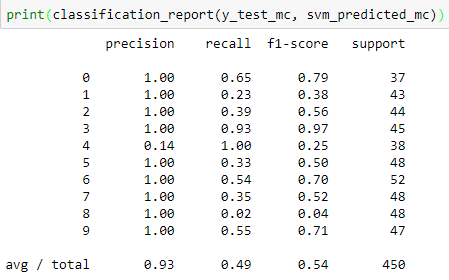 print(classification_report(y_test_mc, svm_predicted_mc))
precision recall f1-score support
0 1.00 0.65 0.79 37
1 1.00 0.23 0.38 43
2 1.00 0.39 0.56 44
3 1.00 0.93 0.97 45
4 0.14 1.00 0.25 38
5 1.00 0.33 0.50 48
6 1.00 0.54 0.70 52
7 1.00 0.35 0.52 48
8 1.00 0.02 0.04 48
9 1.00 0.55 0.71 47
avg / total 0.93 0.49 0.54 450